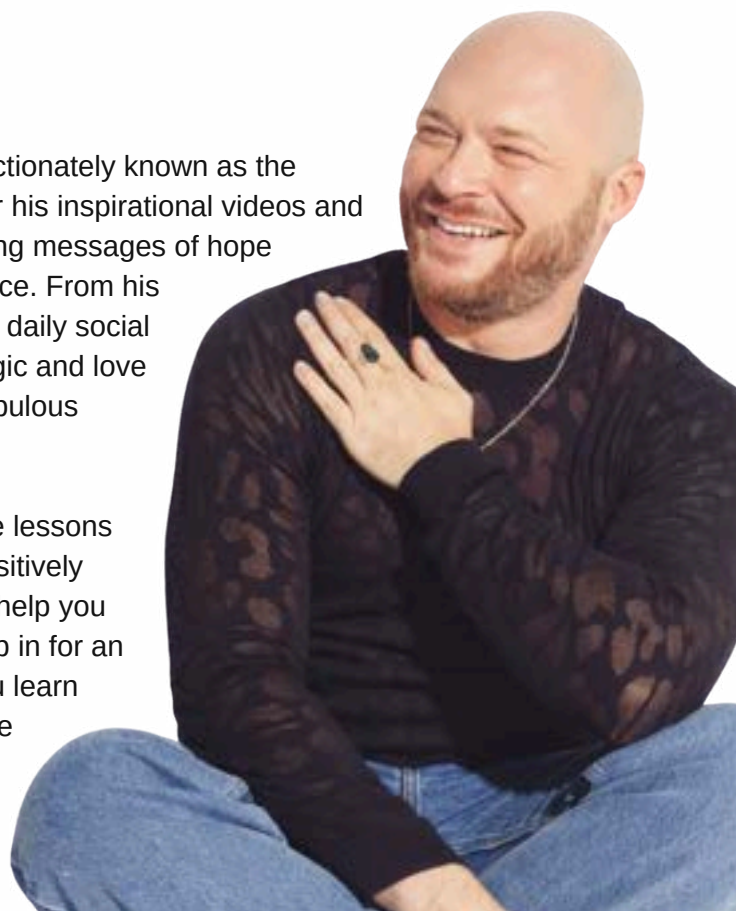 ctionately known as the
r his inspirational videos and
ng messages of hope
ce. From his
daily social
gic and love
bulous
e lessons
sitively
help you
p in for an
u learn
e